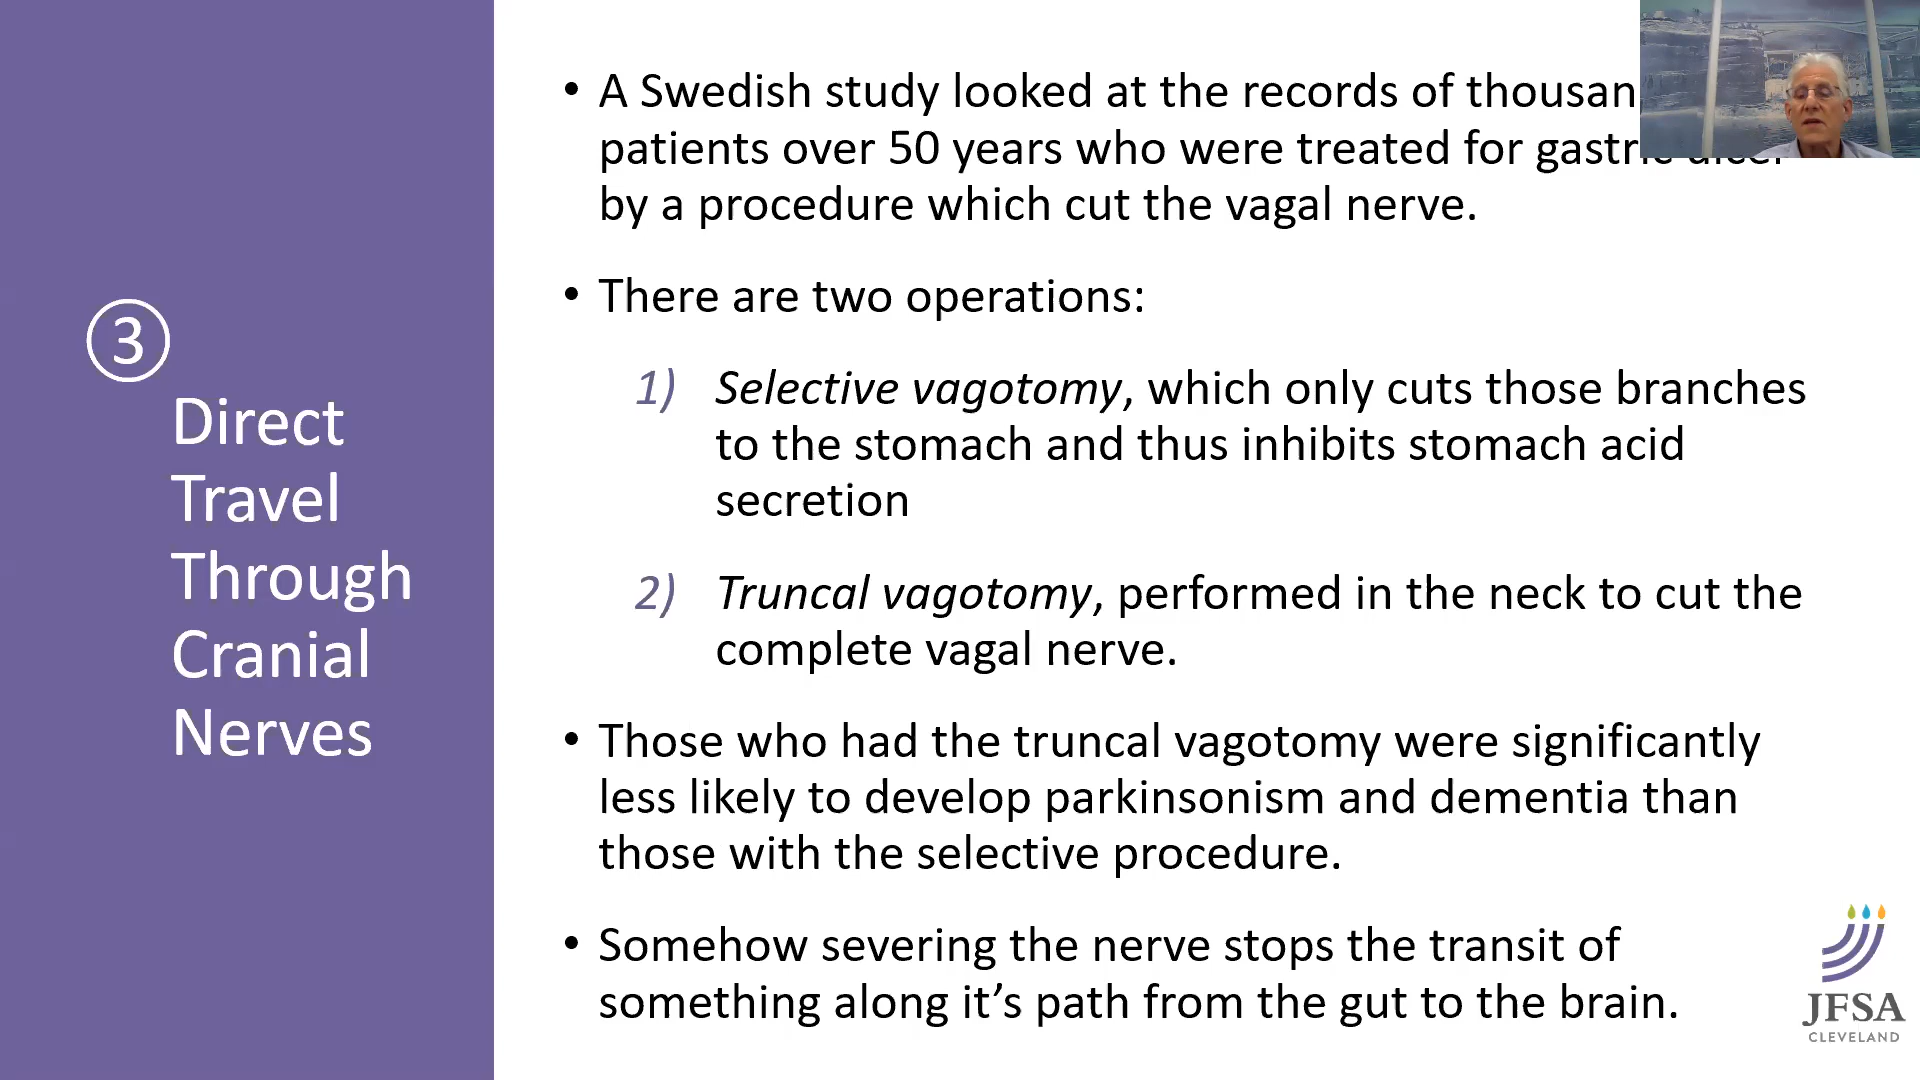 ③
Direct
Travel
Through
Cranial
Nerves
• A Swedish study looked at the records of
patients over 50 years who were treated for
by a procedure which cut the vagal nerve.
• There are two operations:
1) Selective vagotomy, which only cuts those branches
to the stomach and thus inhibits stomach acid
secretion
2) Truncal vagotomy, performed in the neck to cut the
complete vagal nerve.
• Those who had the truncal vagotomy were significantly
less likely to develop parkinsonism and dementia than
those with the selective procedure.
• Somehow severing the nerve stops the transit of
something along it’s path from the gut to the brain.
JFSA
CLEVELAND